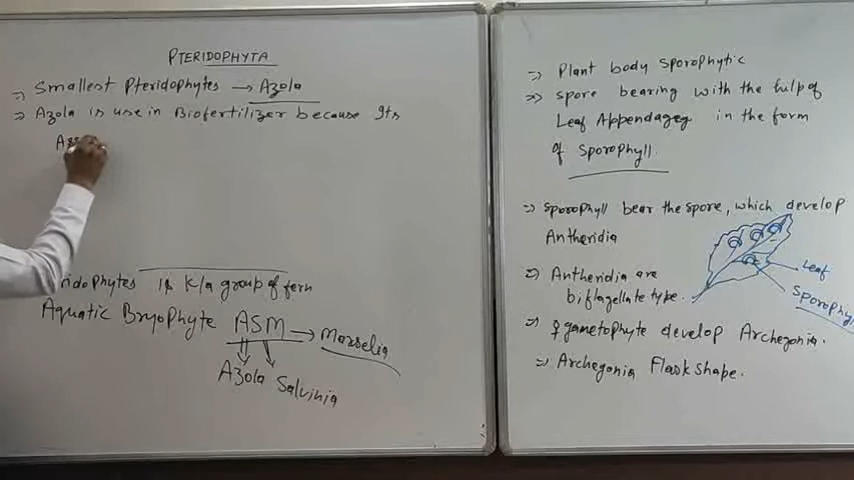 PTERIDOPHYTA
=> Smallest Pteridophytes → Azola
=> Azola is use in Biofertilizer because Its
Ass
ridophytes is K/a group of fern
Aquatic Bryophyte ASM → Marselia
Azola Salvinia
=> Plant body Sporophytic
=> Spore bearing with the hulp of
Leaf Appendages in the form
of Sporophyll.
=> Sporophyll bear the spore, which develop
Antheridia
=> Antheridia are
biflagellate type.
Leaf
Sporophyll
=> ♀ gametophyte develop Archegonia.
=> Archegonia Flask shape.